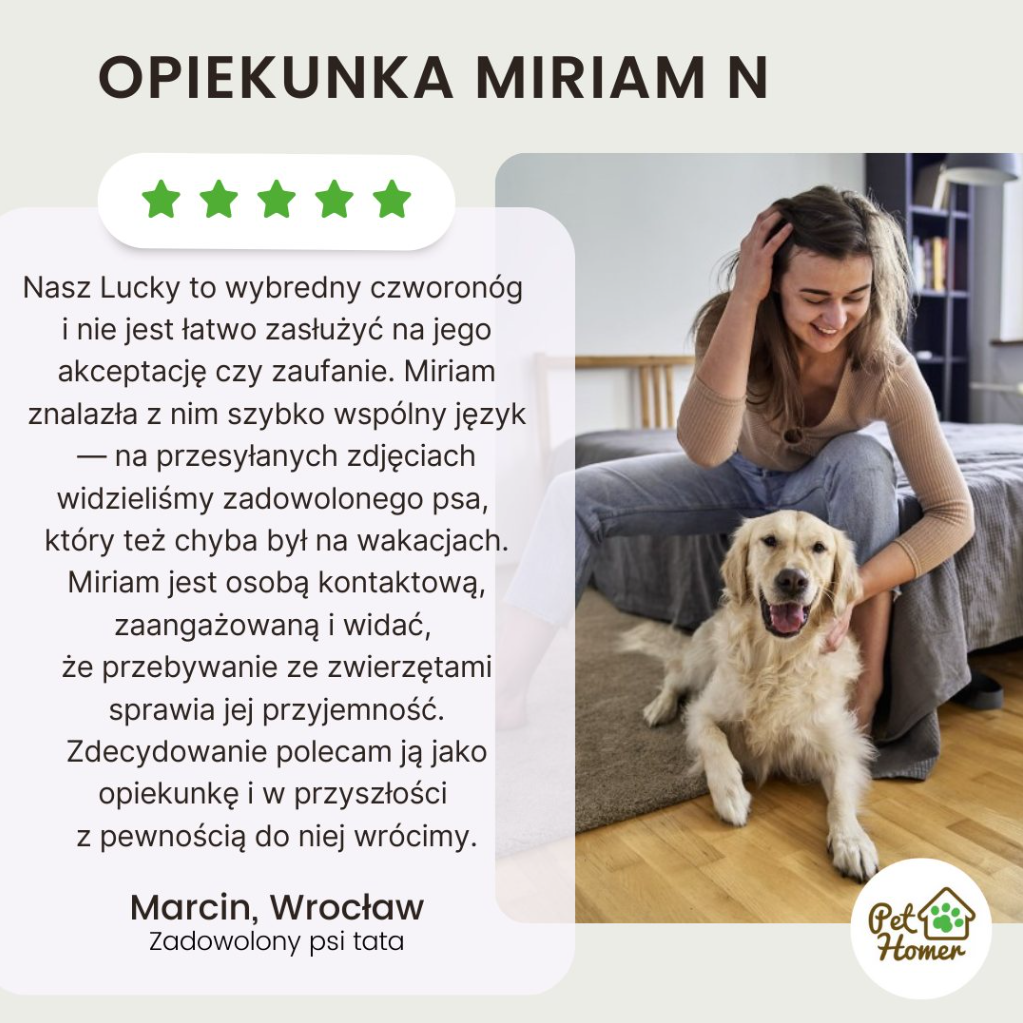 OPIEKUNKA MIRIAM N
Nasz Lucky to wybredny czworonóg
i nie jest łatwo zasłużyć na jego
akceptację czy zaufanie. Miriam
znalazła z nim szybko wspólny język
— na przesyłanych zdjęciach
widzieliśmy zadowolonego psa,
który też chyba był na wakacjach.
Miriam jest osobą kontaktową,
zaangażowaną i widać,
że przebywanie ze zwierzętami
sprawia jej przyjemność.
Zdecydowanie polecam ją jako
opiekunkę i w przyszłości
z pewnością do niej wrócimy.
Marcin, Wrocław
Zadowolony psi tata
Pet
Homer